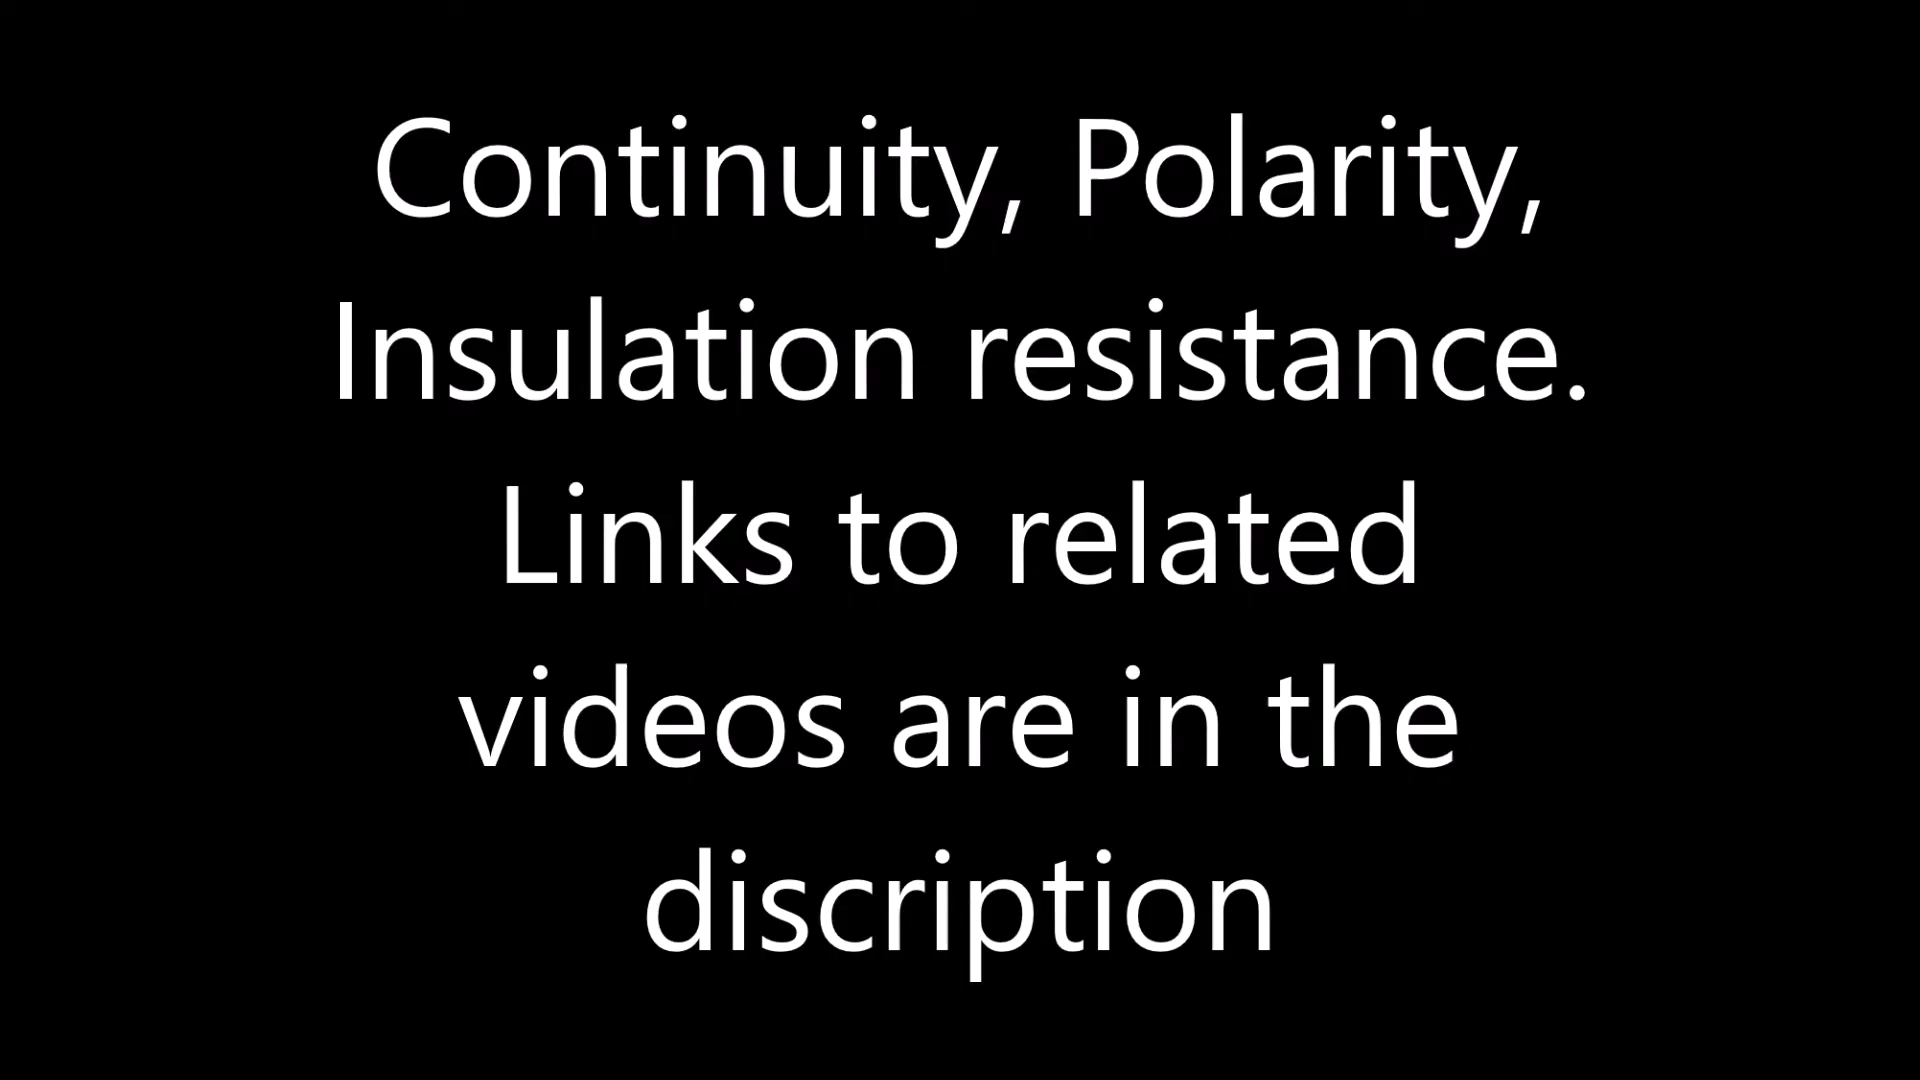 Continuity, Polarity,
Insulation resistance.
Links to related
videos are in the
discription